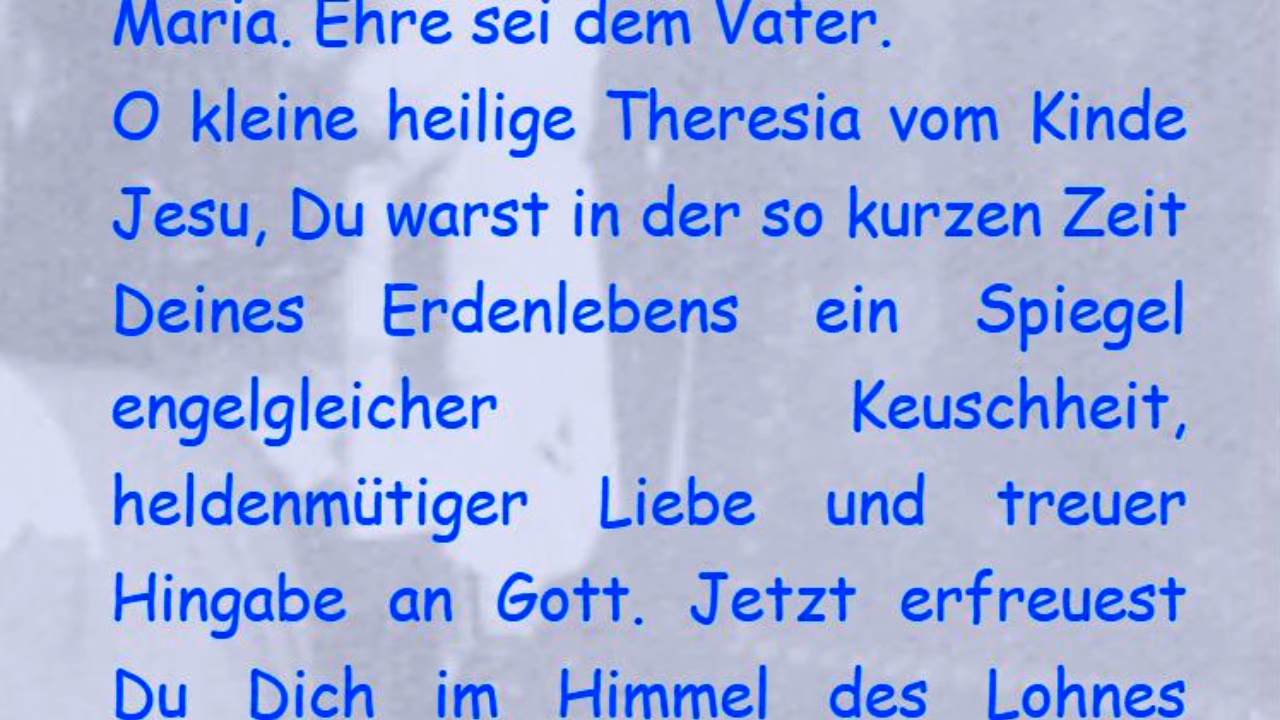 Maria. Ehre sei dem Vater.
O kleine heilige Theresia vom Kinde
Jesu, Du warst in der so kurzen Zeit
Deines Erdenlebens ein Spiegel
engelgleicher Keuschheit,
heldenmütiger Liebe und treuer
Hingabe an Gott. Jetzt erfreuest
Du Dich im Himmel des Lohnes